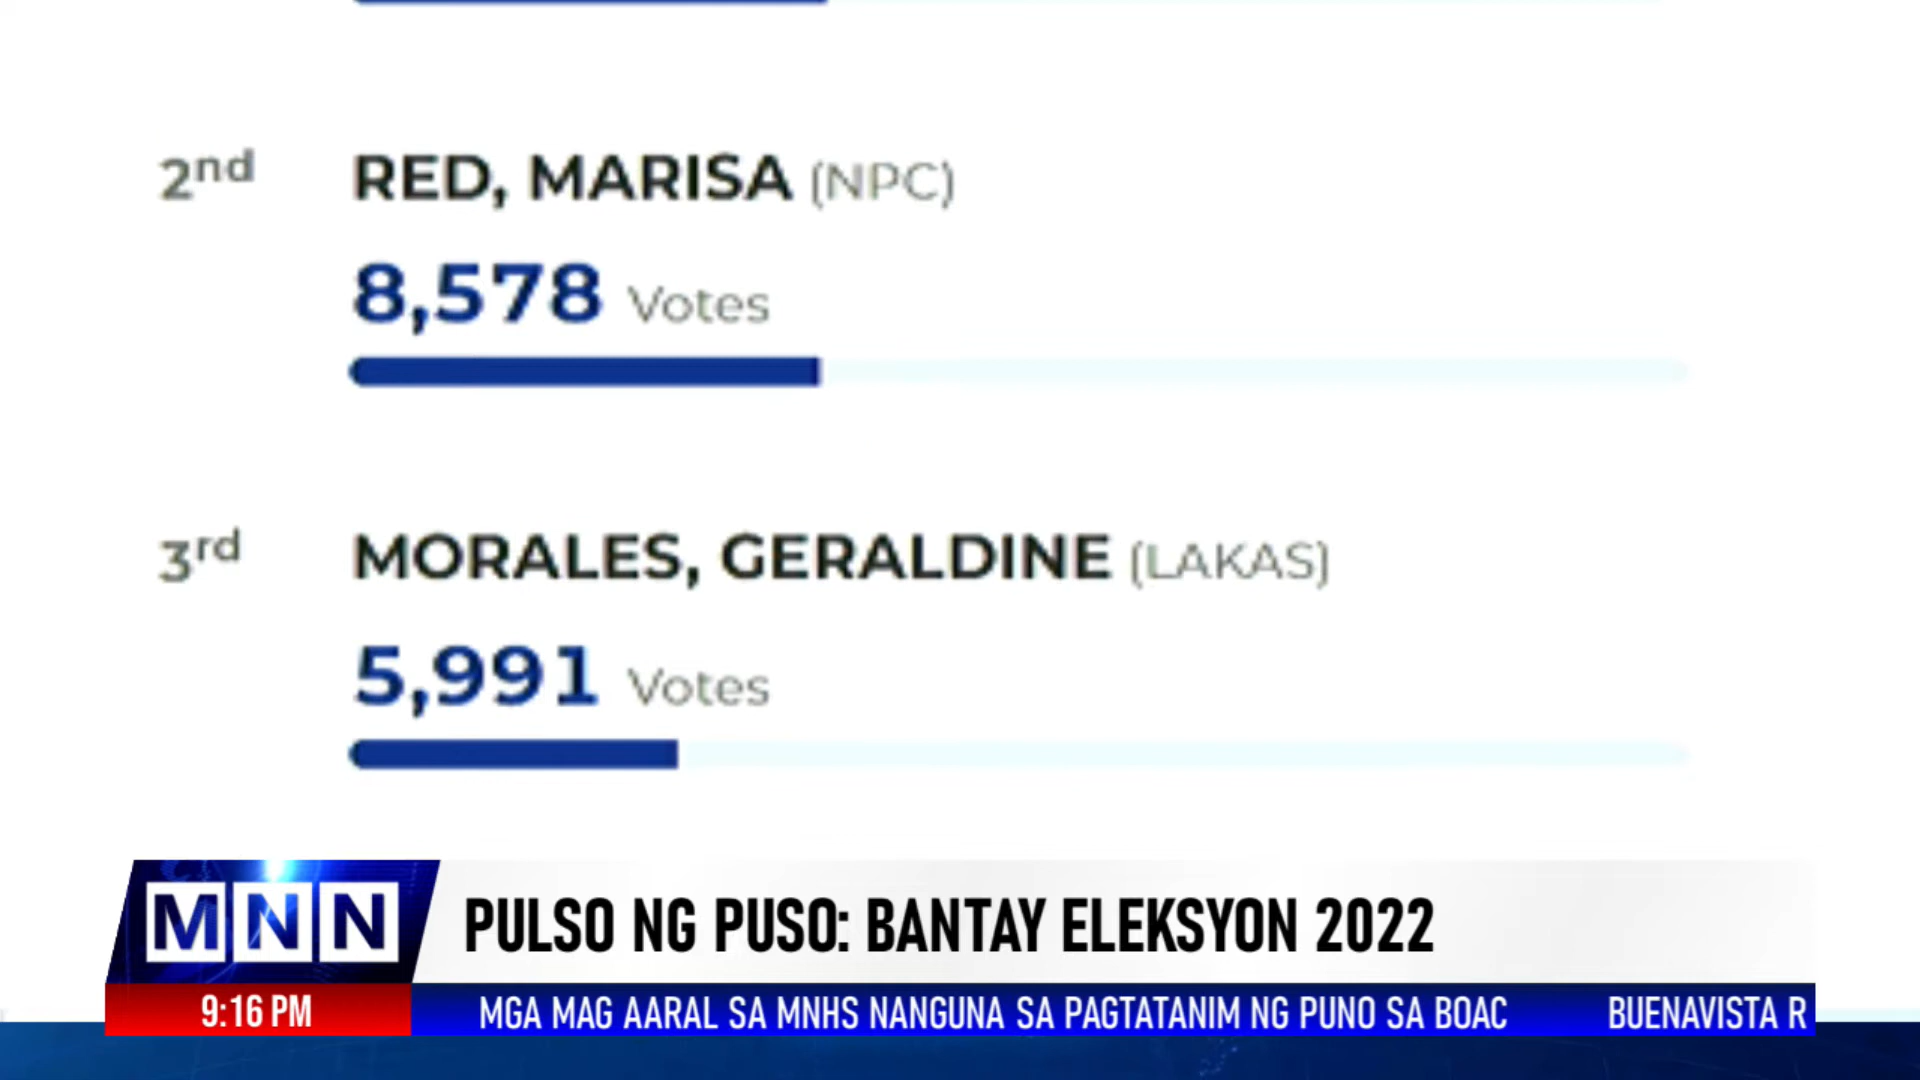 2nd RED, MARISA (NPC)
8,578 Votes
3rd MORALES, GERALDINE (LAKAS)
5,991 Votes
MNN PULSO NG PUSO: BANTAY ELEKSYON 2022
9:16 PM MGA MAG AARAL SA MNHS NANGUNA SA PAGTATANIM NG PUNO SA BOAC BUENAVISTA R